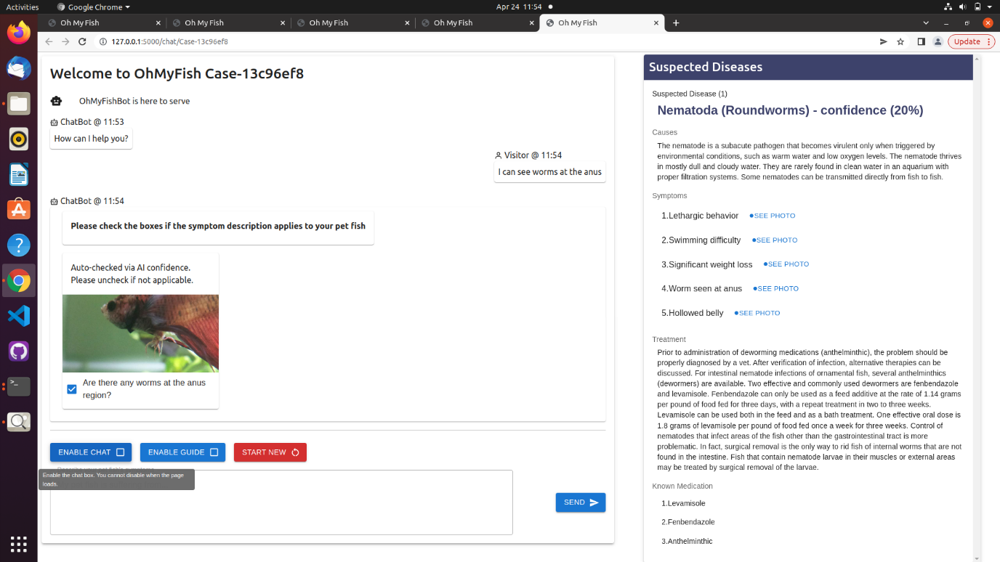 Activities
Google Chrome
Apr 24 11:54
Oh My Fish
Oh My Fish
Oh My Fish
Oh My Fish
Oh My Fish
127.0.0.1:5000/chat/Case-13c96ef8
Update
Welcome to OhMyFish Case-13c96ef8
OhMyFishBot is here to serve
ChatBot @ 11:53
How can I help you?
Visitor @ 11:54
I can see worms at the anus
ChatBot @ 11:54
Please check the boxes if the symptom description applies to your pet fish
Auto-checked via AI confidence.
Please uncheck if not applicable.
Are there any worms at the anus
region?
ENABLE CHAT
ENABLE GUIDE
START NEW
Enable the chat box. You cannot disable when the page
loads.
SEND
Suspected Diseases
Suspected Disease (1)
Nematoda (Roundworms) - confidence (20%)
Causes
The nematode is a subacute pathogen that becomes virulent only when triggered by
environmental conditions, such as warm water and low oxygen levels. The nematode thrives
in mostly dull and cloudy water. They are rarely found in clean water in an aquarium with
proper filtration systems. Some nematodes can be transmitted directly from fish to fish.
Symptoms
1.Lethargic behavior
SEE PHOTO
2.Swimming difficulty
SEE PHOTO
3.Significant weight loss
SEE PHOTO
4.Worm seen at anus
SEE PHOTO
5.Hollowed belly
SEE PHOTO
Treatment
Prior to administration of deworming medications (anthelminthic), the problem should be
properly diagnosed by a vet. After verification of infection, alternative therapies can be
discussed. For intestinal nematode infections of ornamental fish, several anthelminthics
(dewormers) are available. Two effective and commonly used dewormers are fenbendazole
and levamisole. Fenbendazole can only be used as a feed additive at the rate of 1.14 grams
per pound of food fed for three days, with a repeat treatment in two to three weeks.
Levamisole can be used both in the feed and as a bath treatment. One effective oral dose is
1.8 grams of levamisole per pound of food fed once a week for three weeks. Control of
nematodes that infect areas of the fish other than the gastrointestinal tract is more
problematic. In fact, surgical removal is the only way to rid fish of internal worms that are not
found in the intestine. Fish that contain nematode larvae in their muscles or external areas
may be treated by surgical removal of the larvae.
Known Medication
1.Levamisole
2.Fenbendazole
3.Anthelminthic